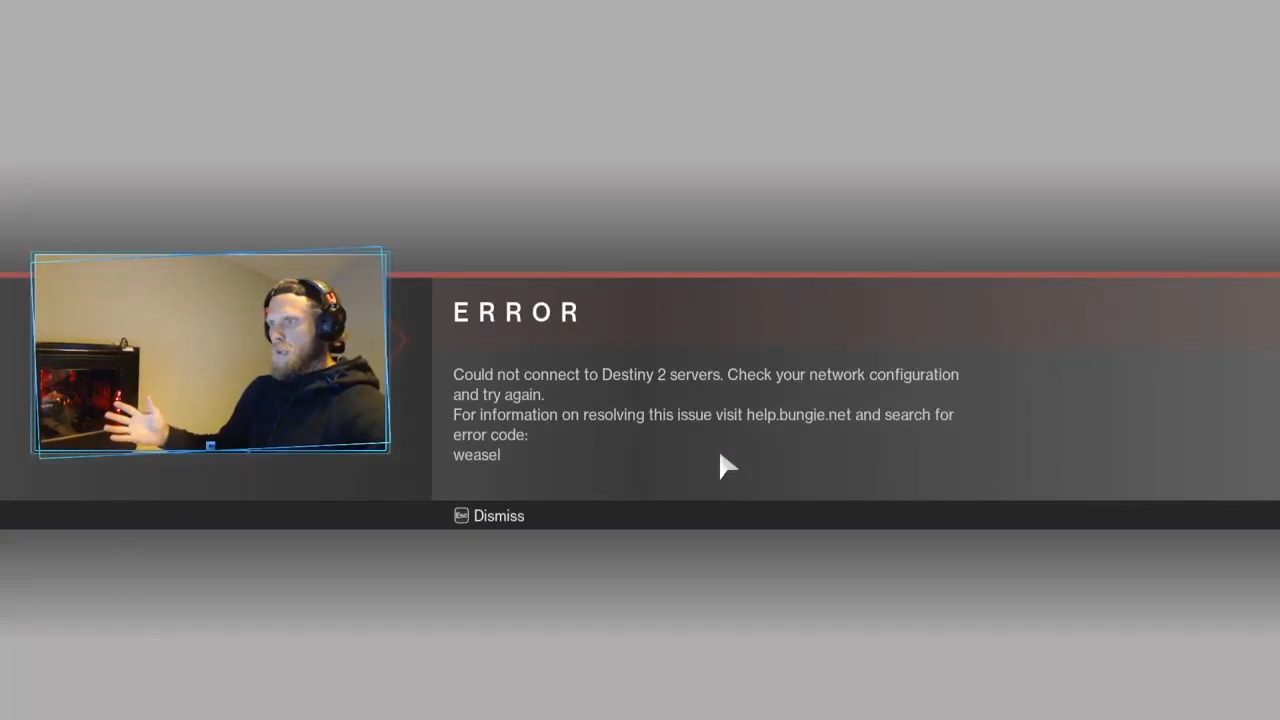 ERROR
Could not connect to Destiny 2 servers. Check your network configuration
and try again.
For information on resolving this issue visit help.bungie.net and search for
error code:
weasel
Esc Dismiss